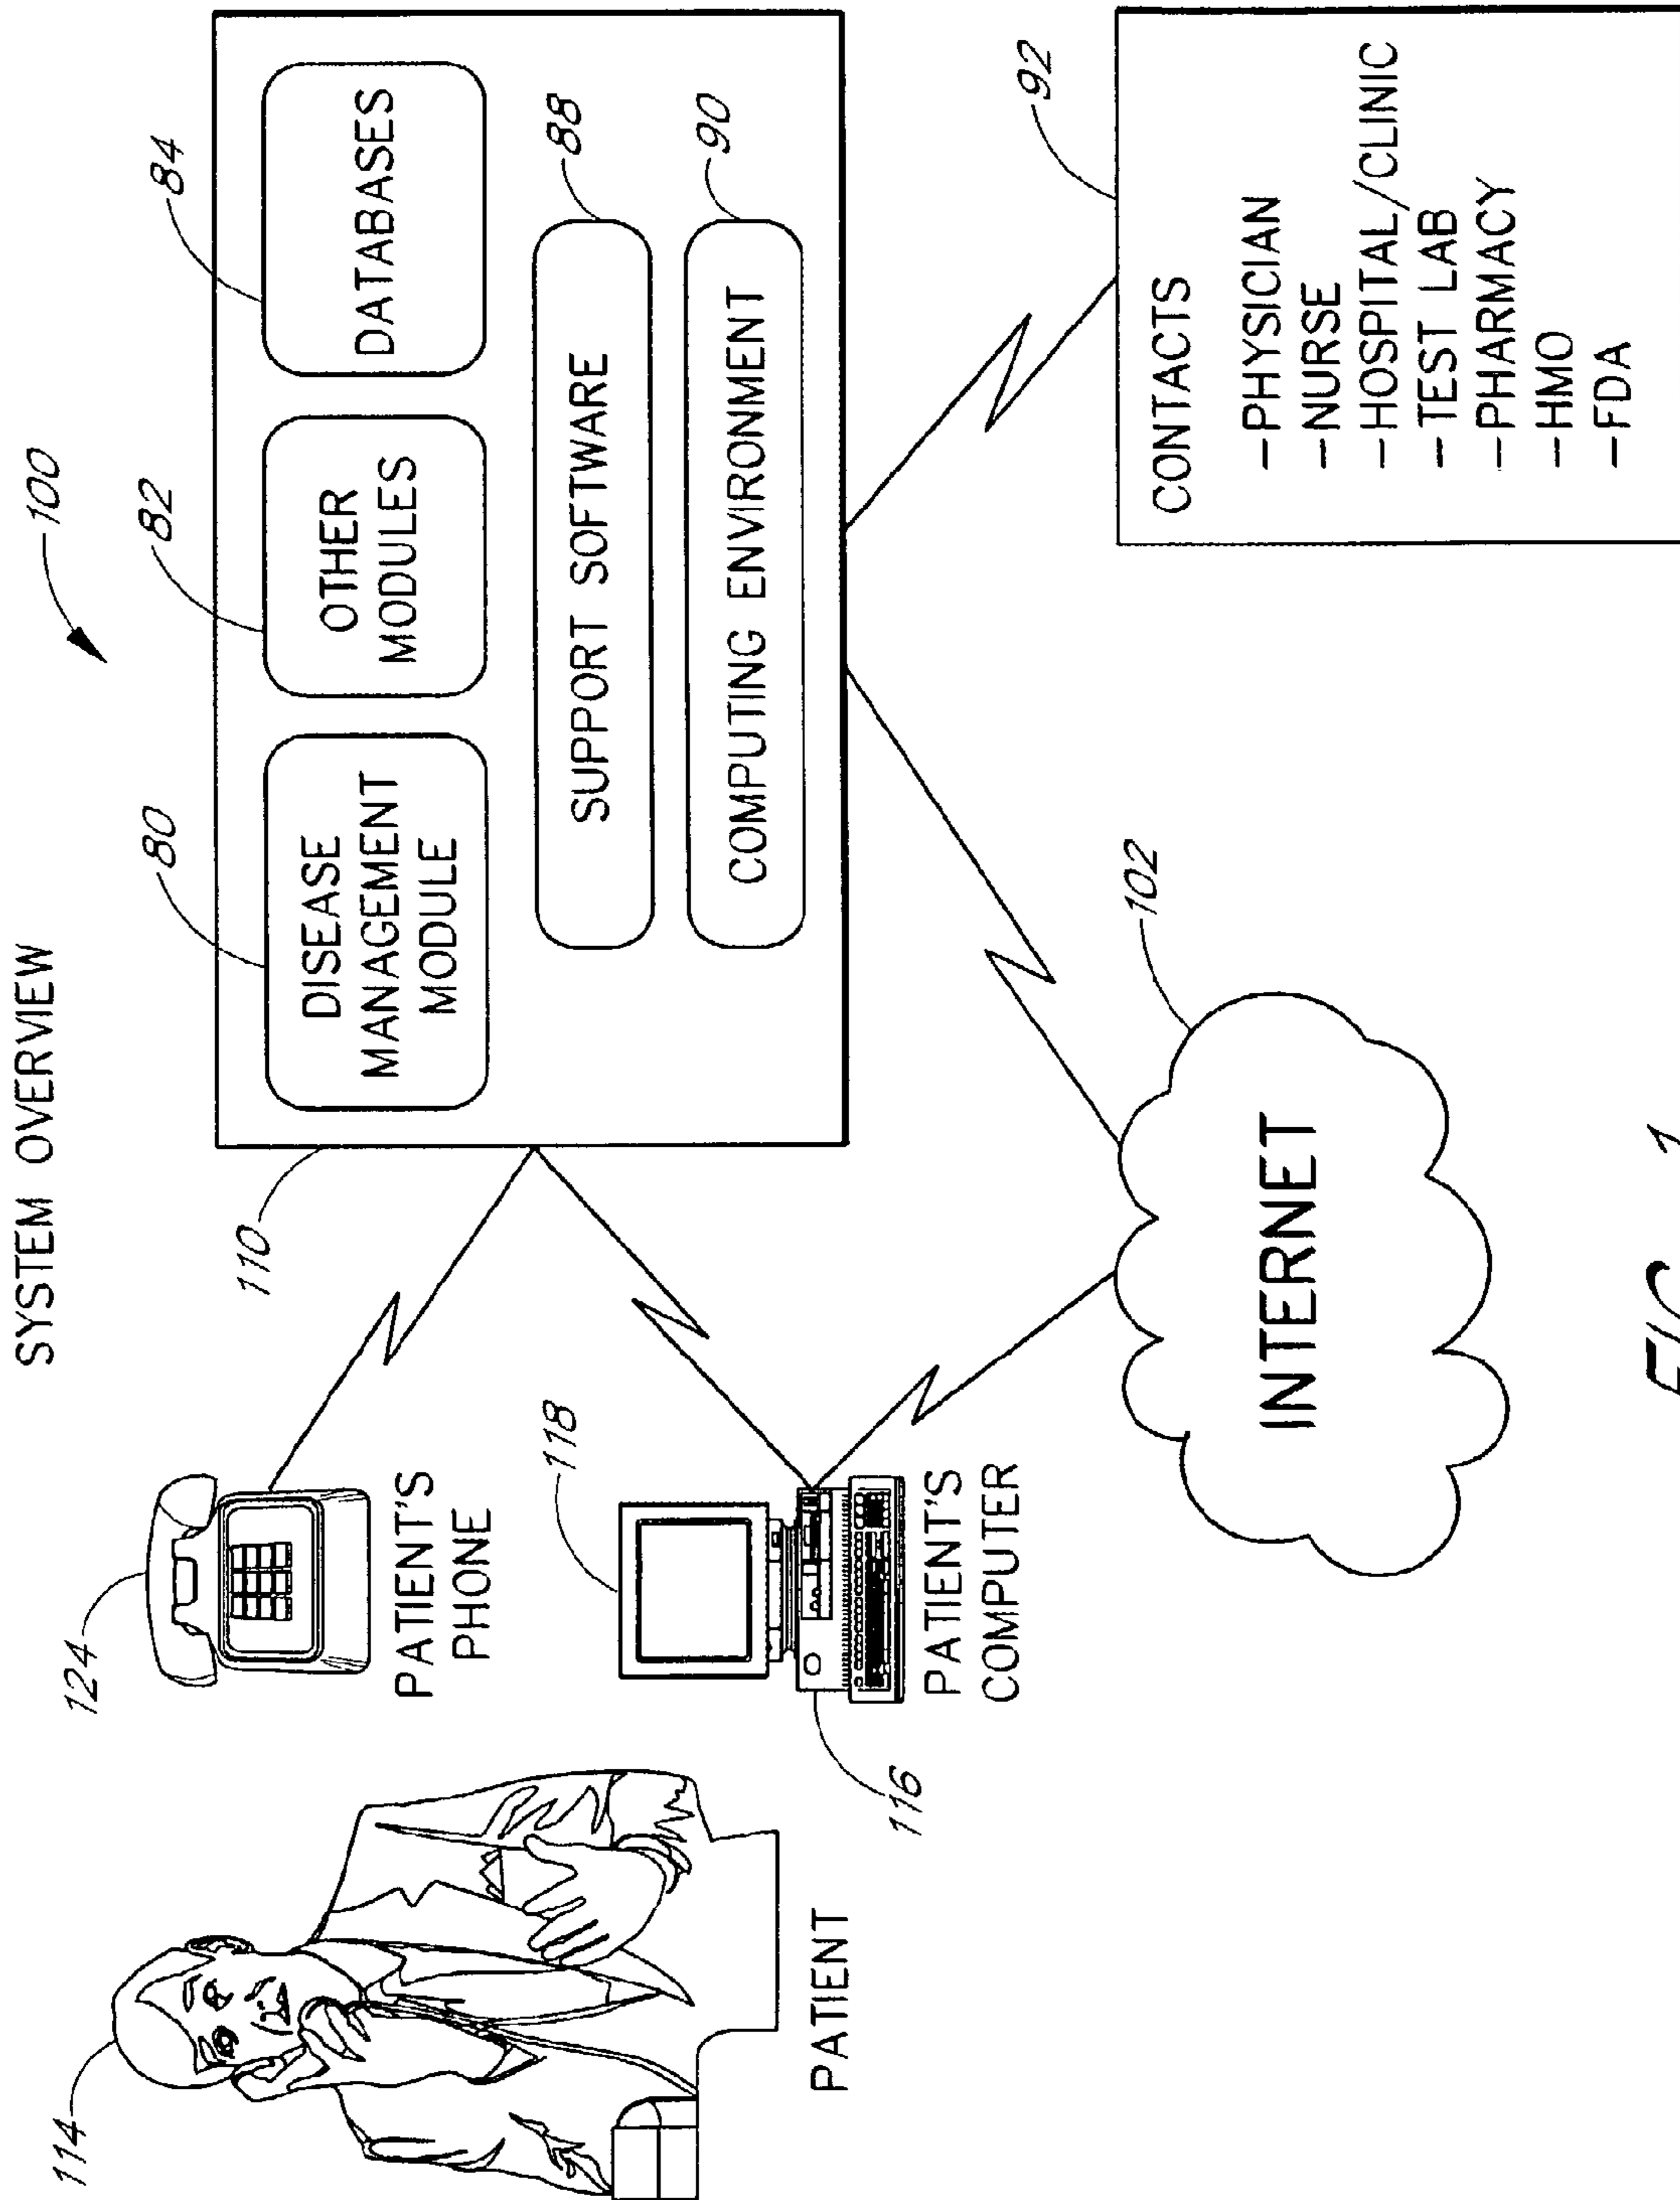 SYSTEM OVERVIEW
100
114
PATIENT
124
PATIENT'S
PHONE
118
116
PATIENT'S
COMPUTER
110
80
DISEASE
MANAGEMENT
MODULE
82
OTHER
MODULES
84
DATABASES
88
SUPPORT SOFTWARE
90
COMPUTING ENVIRONMENT
102
INTERNET
92
CONTACTS
-PHYSICIAN
-NURSE
-HOSPITAL/CLINIC
-TEST LAB
-PHARMACY
-HMO
-FDA
FIG. 1